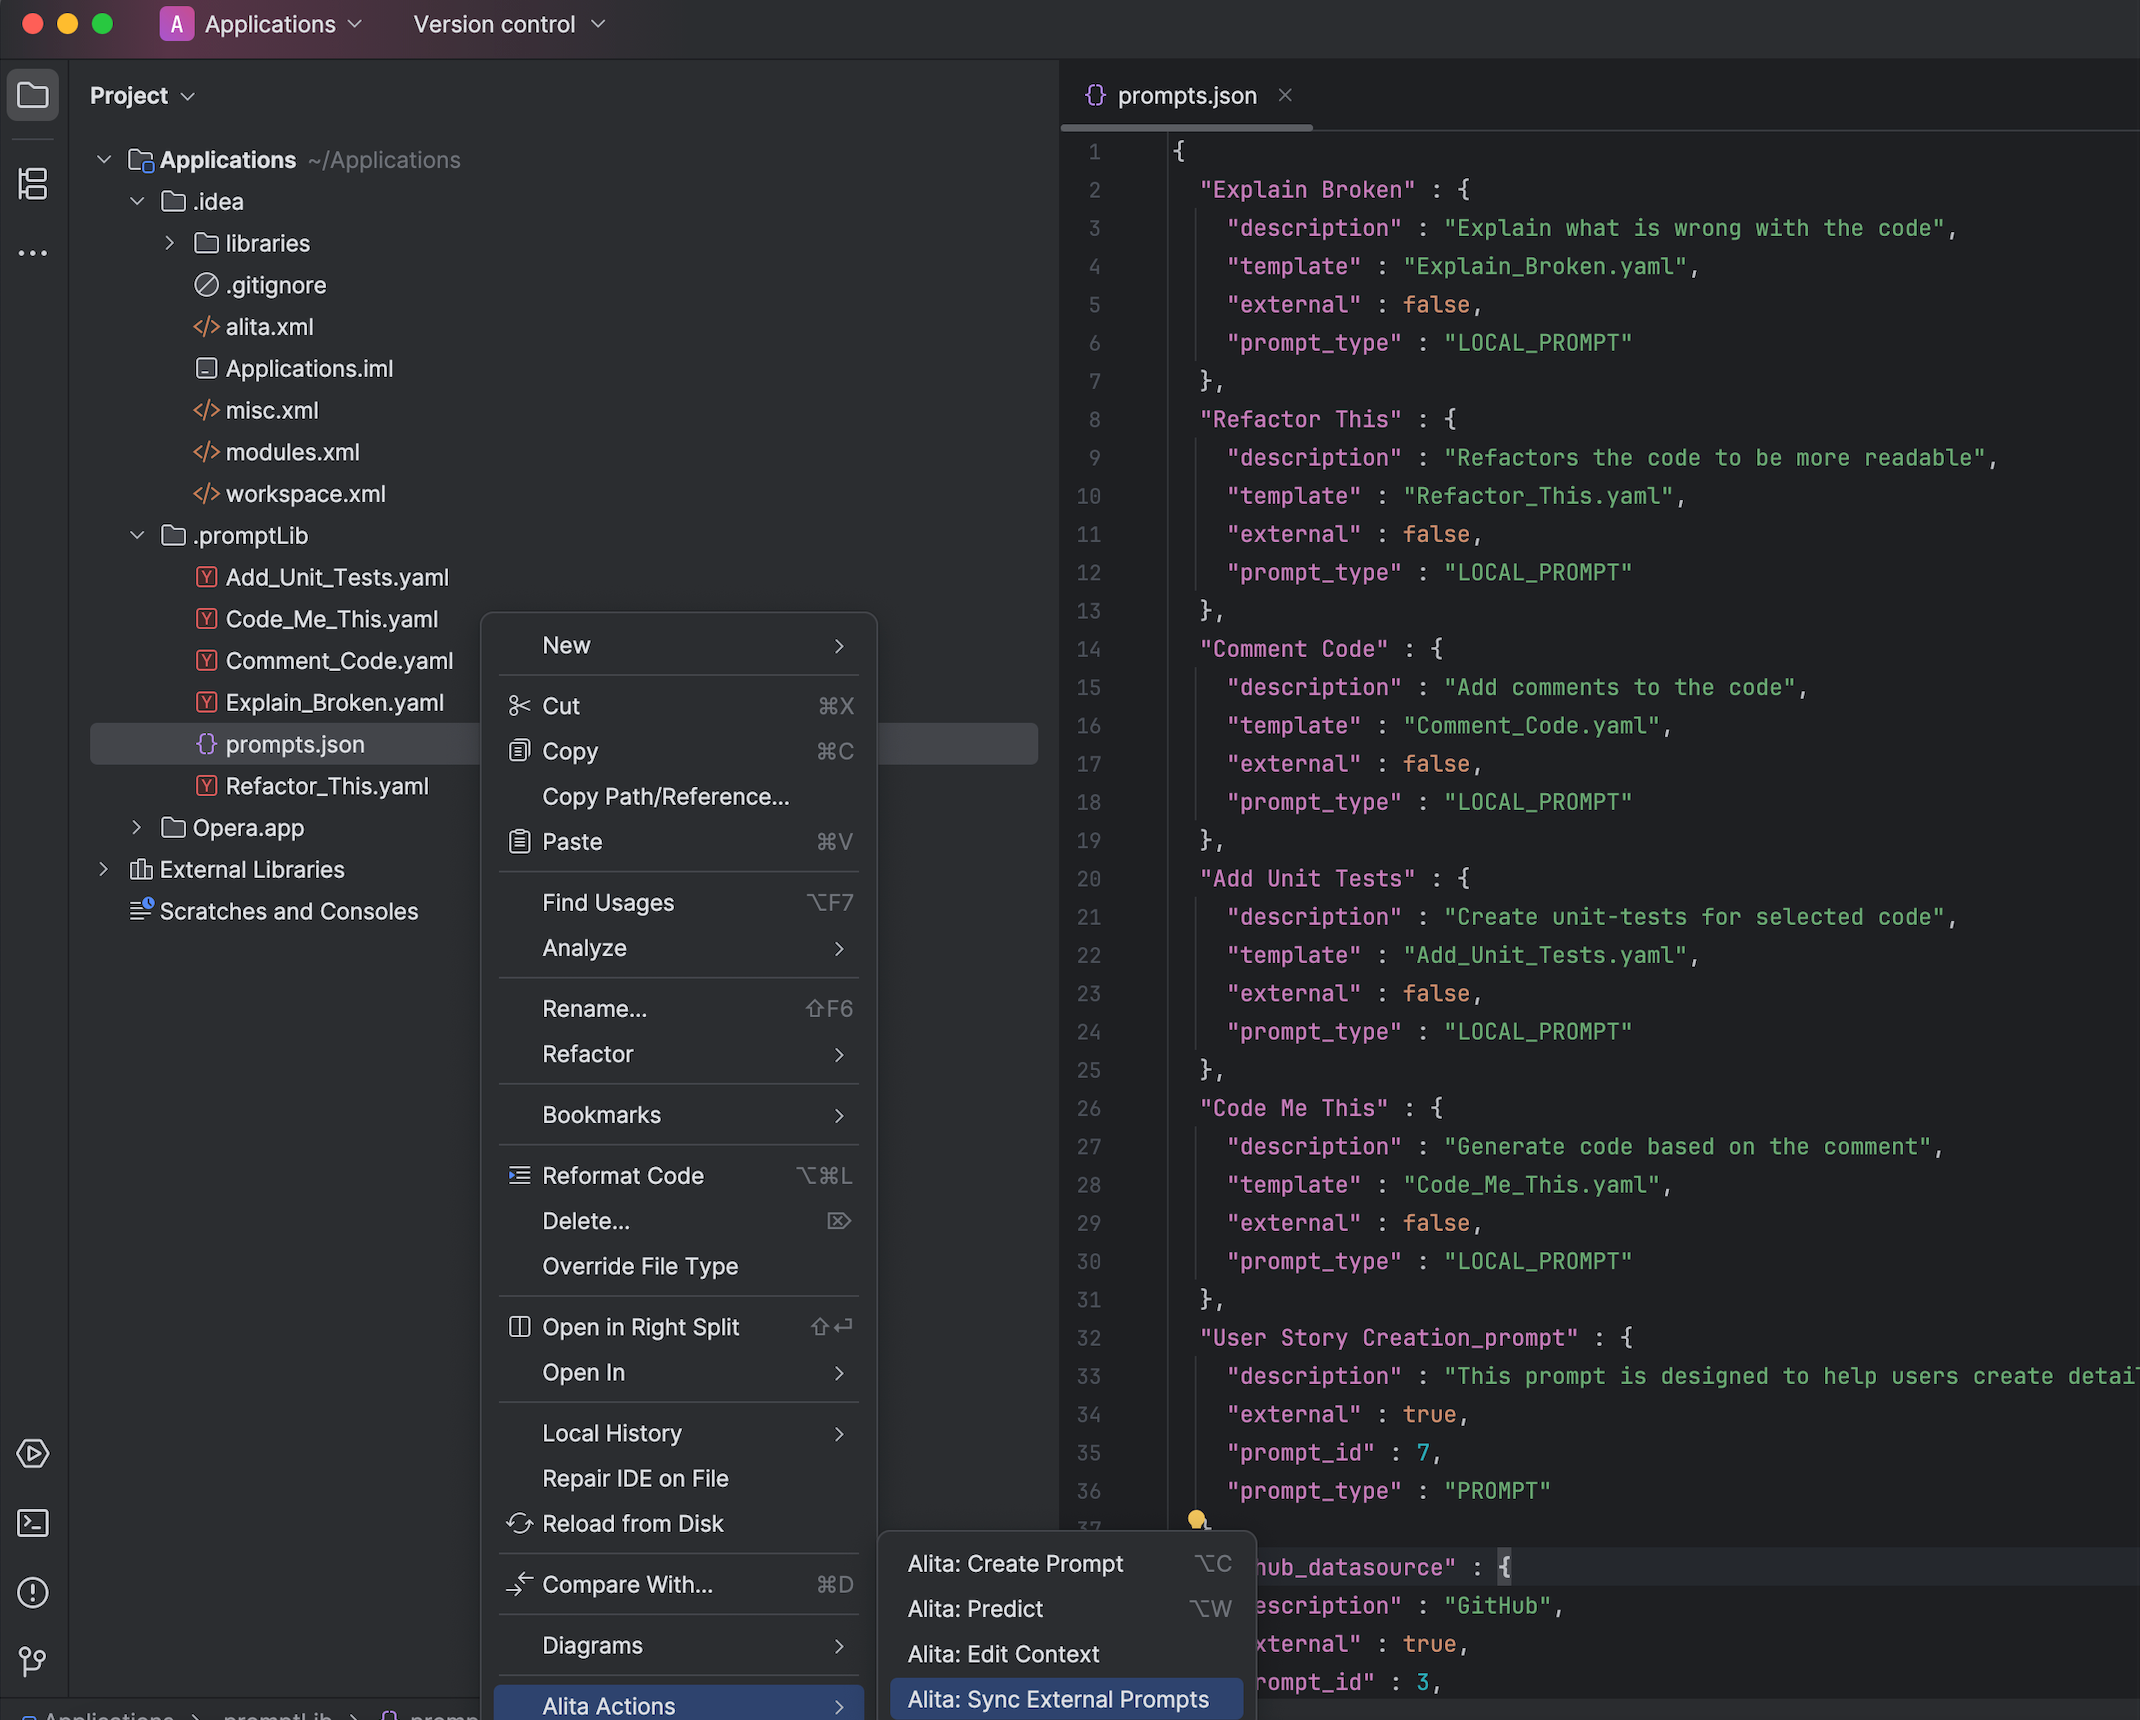 A Applications Version control
Project
Applications ~/Applications
.idea
libraries
.gitignore
alita.xml
Applications.iml
misc.xml
modules.xml
workspace.xml
.promptLib
Add_Unit_Tests.yaml
Code_Me_This.yaml
Comment_Code.yaml
Explain_Broken.yaml
prompts.json
Refactor_This.yaml
Opera.app
External Libraries
Scratches and Consoles
New
Cut ⌘X
Copy ⌘C
Copy Path/Reference...
Paste ⌘V
Find Usages ⌥F7
Analyze
Rename... ⇧F6
Refactor
Bookmarks
Reformat Code ⌥⌘L
Delete... ⌦
Override File Type
Open in Right Split ⇧⏎
Open In
Local History
Repair IDE on File
Reload from Disk
Compare With... ⌘D
Diagrams
Alita Actions
Alita: Create Prompt ⌥C
Alita: Predict ⌥W
Alita: Edit Context
Alita: Sync External Prompts
prompts.json
1 {
2 "Explain Broken" : {
3 "description" : "Explain what is wrong with the code",
4 "template" : "Explain_Broken.yaml",
5 "external" : false,
6 "prompt_type" : "LOCAL_PROMPT"
7 },
8 "Refactor This" : {
9 "description" : "Refactors the code to be more readable",
10 "template" : "Refactor_This.yaml",
11 "external" : false,
12 "prompt_type" : "LOCAL_PROMPT"
13 },
14 "Comment Code" : {
15 "description" : "Add comments to the code",
16 "template" : "Comment_Code.yaml",
17 "external" : false,
18 "prompt_type" : "LOCAL_PROMPT"
19 },
20 "Add Unit Tests" : {
21 "description" : "Create unit-tests for selected code",
22 "template" : "Add_Unit_Tests.yaml",
23 "external" : false,
24 "prompt_type" : "LOCAL_PROMPT"
25 },
26 "Code Me This" : {
27 "description" : "Generate code based on the comment",
28 "template" : "Code_Me_This.yaml",
29 "external" : false,
30 "prompt_type" : "LOCAL_PROMPT"
31 },
32 "User Story Creation_prompt" : {
33 "description" : "This prompt is designed to help users create detai
34 "external" : true,
35 "prompt_id" : 7,
36 "prompt_type" : "PROMPT"
37
hub_datasource" : {
escription" : "GitHub",
xternal" : true,
rompt_id" : 3,
Applications promptLib promp